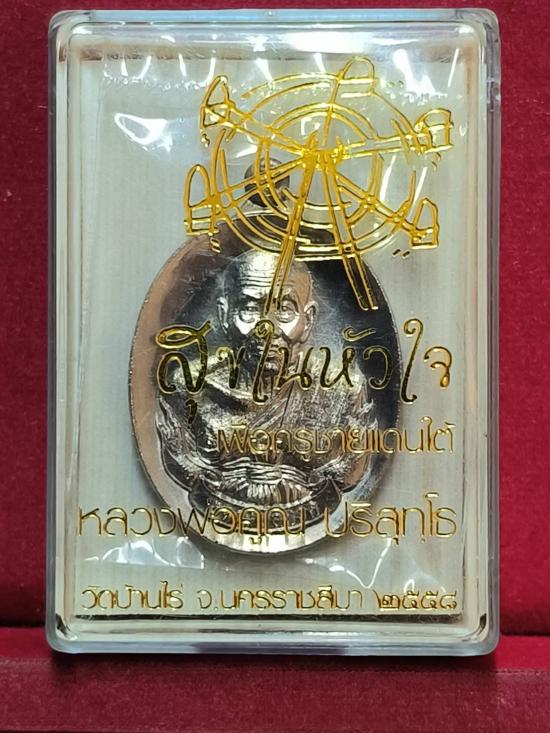 สุขในหัวใจ
เพื่อครูชายแดนใต้
หลวงพ่อคูณ ปริสุทฺโธ
วัดบ้านไร่ จ.นครราชสีมา ๒๕๕๘